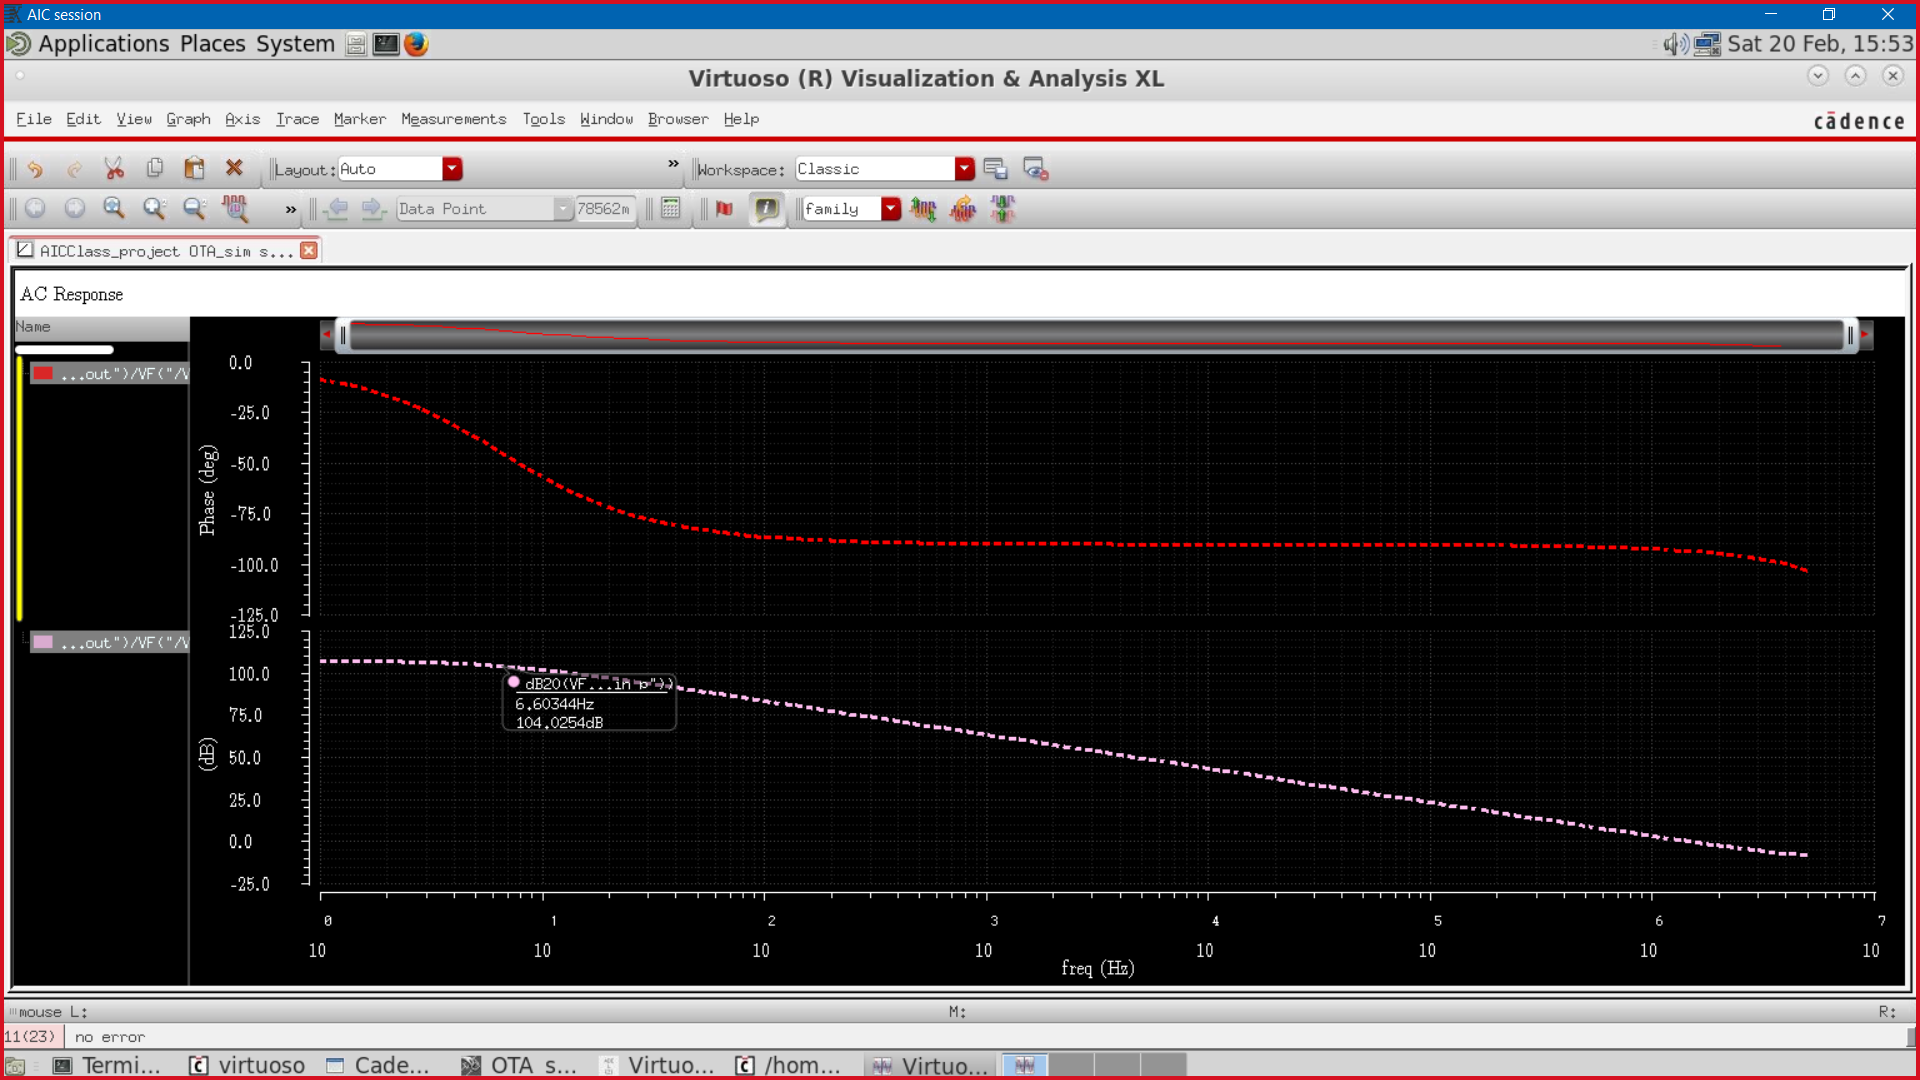 AIC session
Applications Places System
Sat 20 Feb, 15:53
Virtuoso (R) Visualization & Analysis XL
File Edit View Graph Axis Trace Marker Measurements Tools Window Browser Help
cādence
Layout: Auto
»
Workspace: Classic
»
Data Point
78562m
family
AICClass_project OTA_sim s...
AC Response
Name
...out")/VF("/V
...out")/VF("/V
Phase (deg)
0.0
-25.0
-50.0
-75.0
-100.0
-125.0
(dB)
125.0
100.0
75.0
50.0
25.0
0.0
-25.0
dB20(VF...in p"))
6.60344Hz
104.0254dB
0 1 2 3 4 5 6 7
10 10 10 10 10 10 10 10
freq (Hz)
mouse L:
M:
R:
11(23)
no error
Termi...
virtuoso
Cade...
OTA s...
Virtuo...
/hom...
Virtuo...